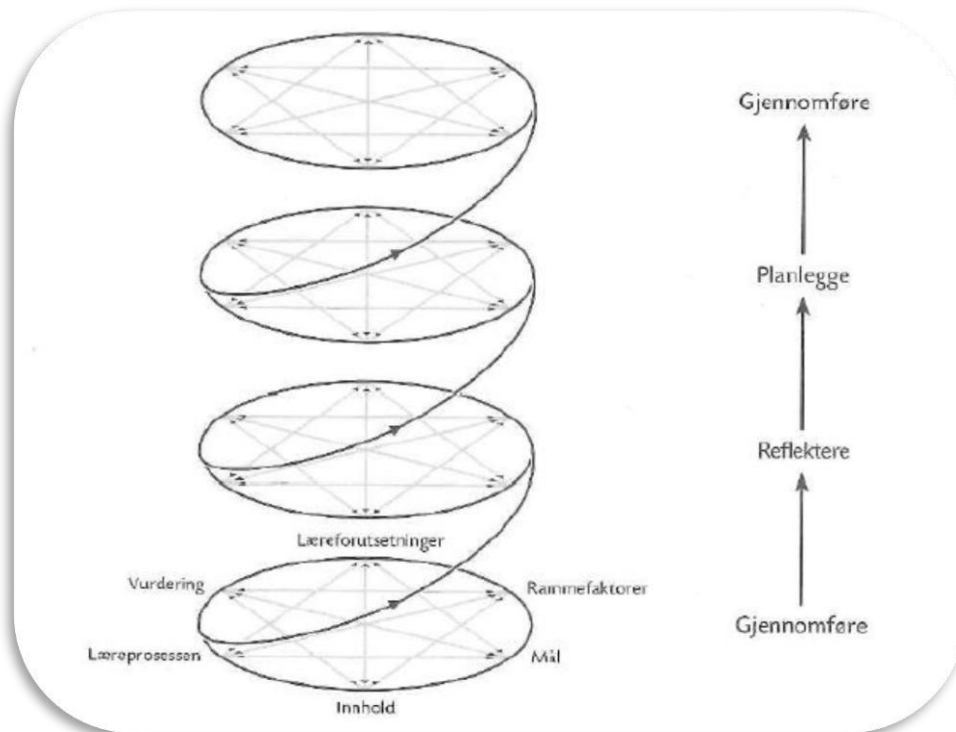 Gjennomføre
Planlegge
Reflektere
Læreforutsetninger
Vurdering
Rammefaktorer
Gjennomføre
Læreprosessen
Mål
Innhold